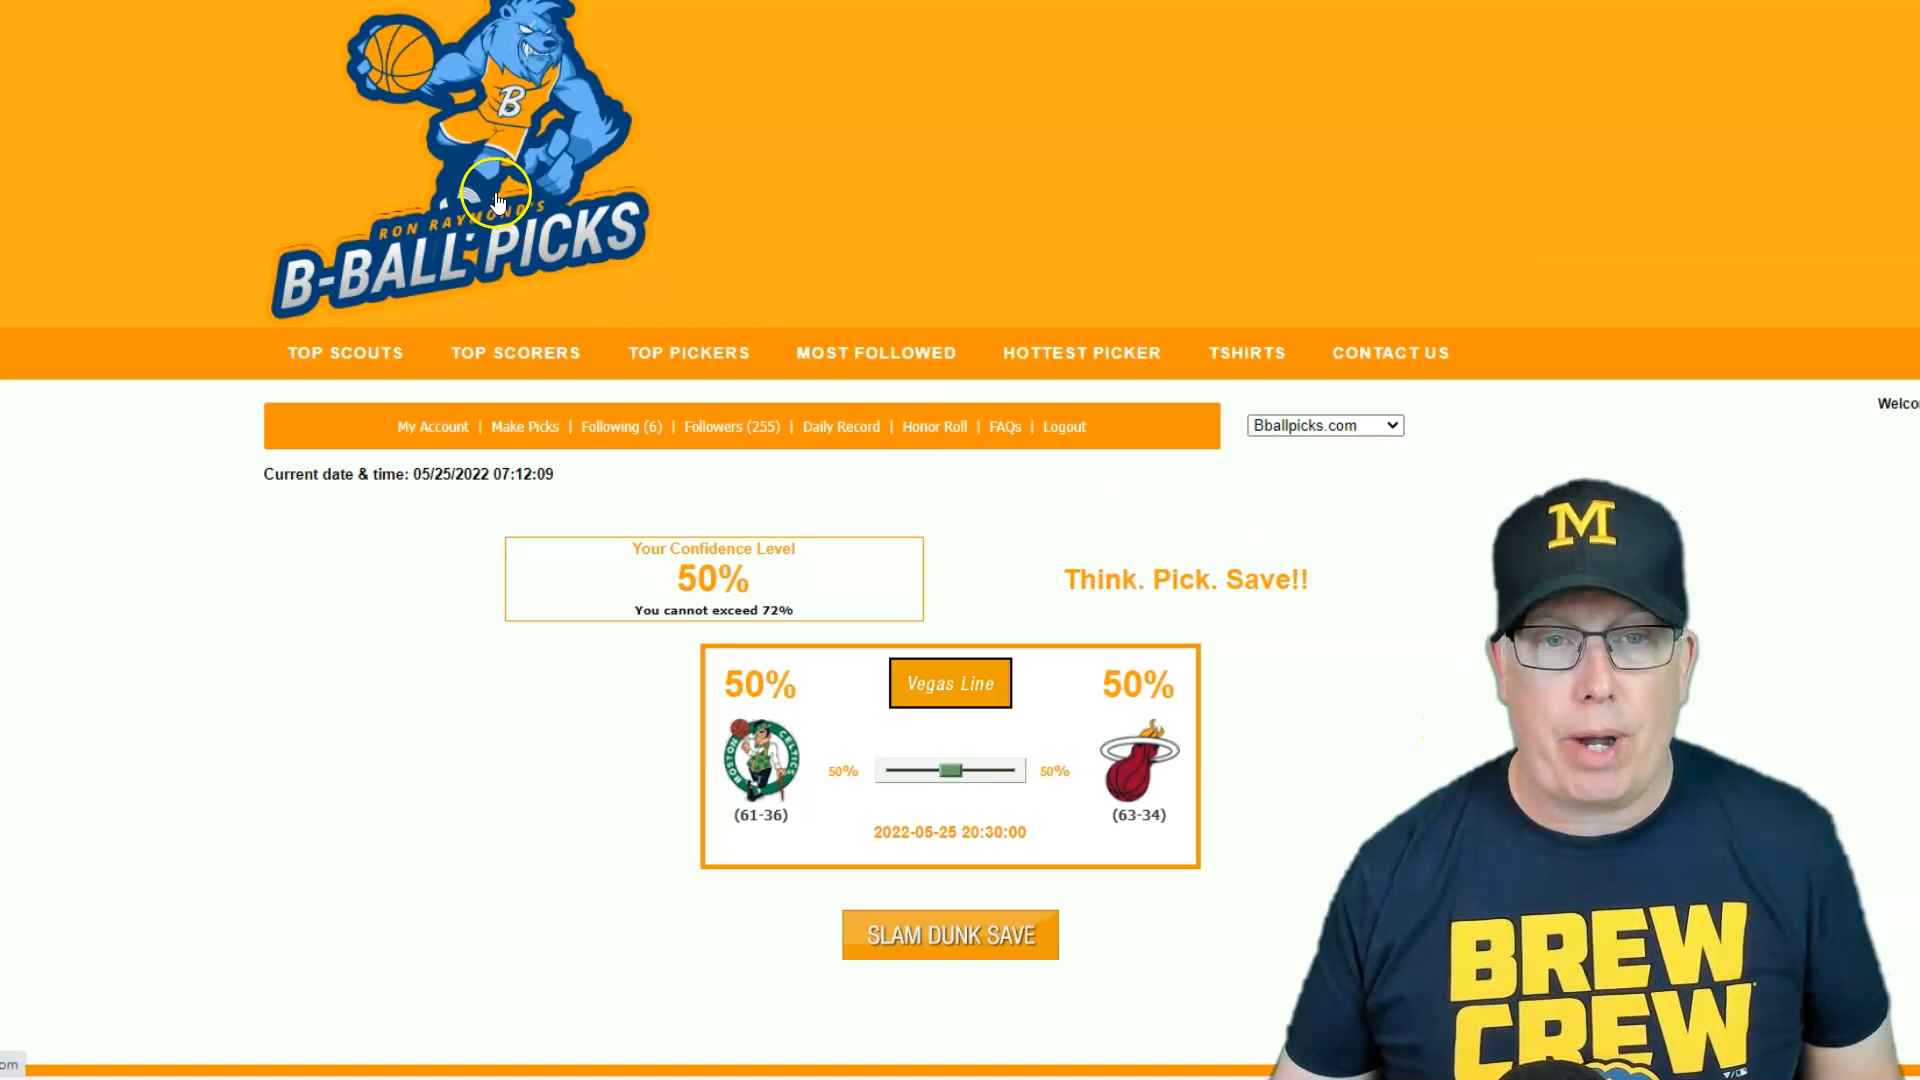 B
RON RAYMOND'S
B-BALL PICKS
TOP SCOUTS TOP SCORERS TOP PICKERS MOST FOLLOWED HOTTEST PICKER TSHIRTS CONTACT US
My Account | Make Picks | Following (6) | Followers (255) | Daily Record | Honor Roll | FAQs | Logout
Bballpicks.com
Current date & time: 05/25/2022 07:12:09
Your Confidence Level
50%
You cannot exceed 72%
Think. Pick. Save!!
50% Vegas Line 50%
BOSTON CELTICS
50% 50%
(61-36) (63-34)
2022-05-25 20:30:00
SLAM DUNK SAVE
M
BREW
CREW